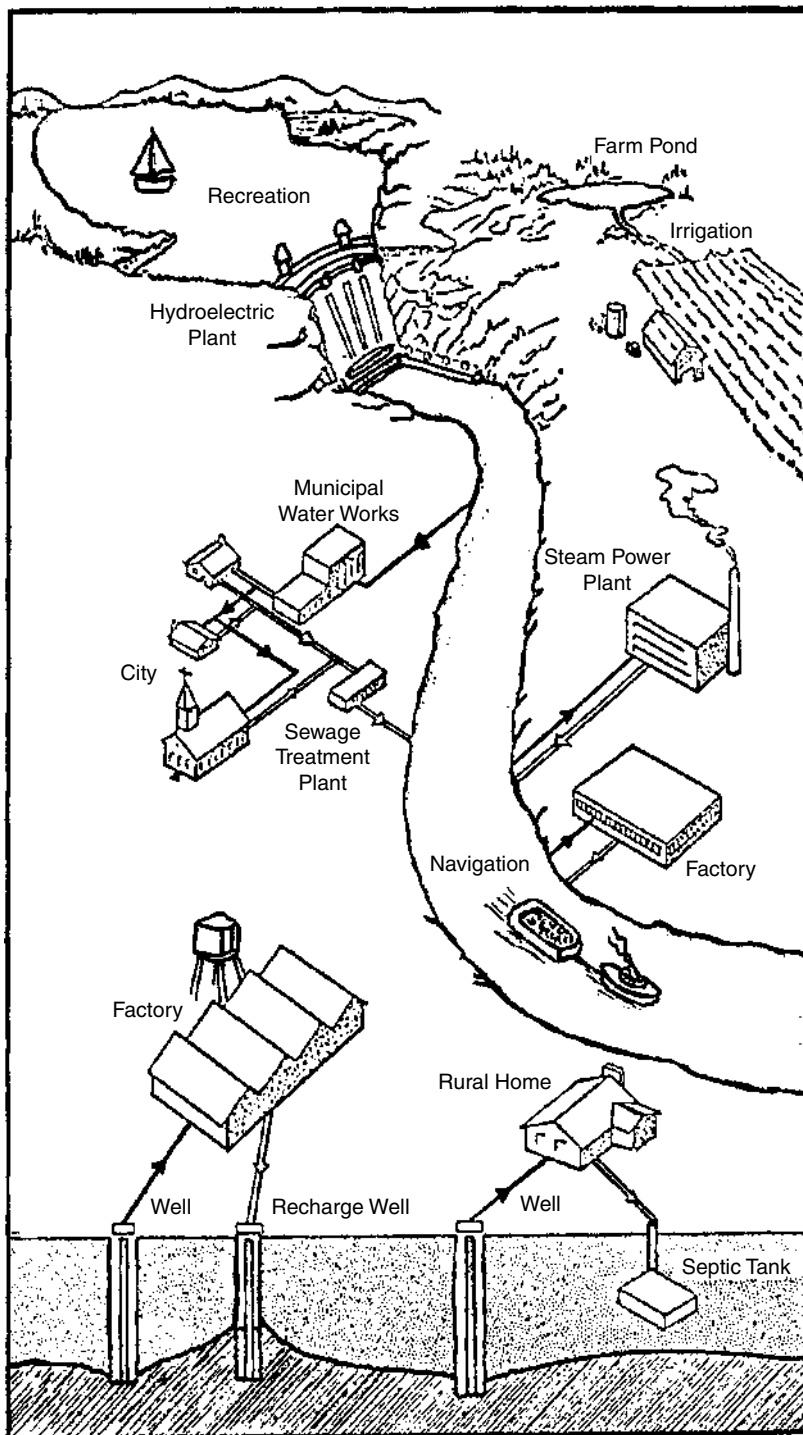 Farm Pond
Recreation
Irrigation
Hydroelectric
Plant
Municipal
Water Works
Steam Power
Plant
City
Sewage
Treatment
Plant
Navigation
Factory
Factory
Rural Home
Well
Recharge Well
Well
Septic Tank